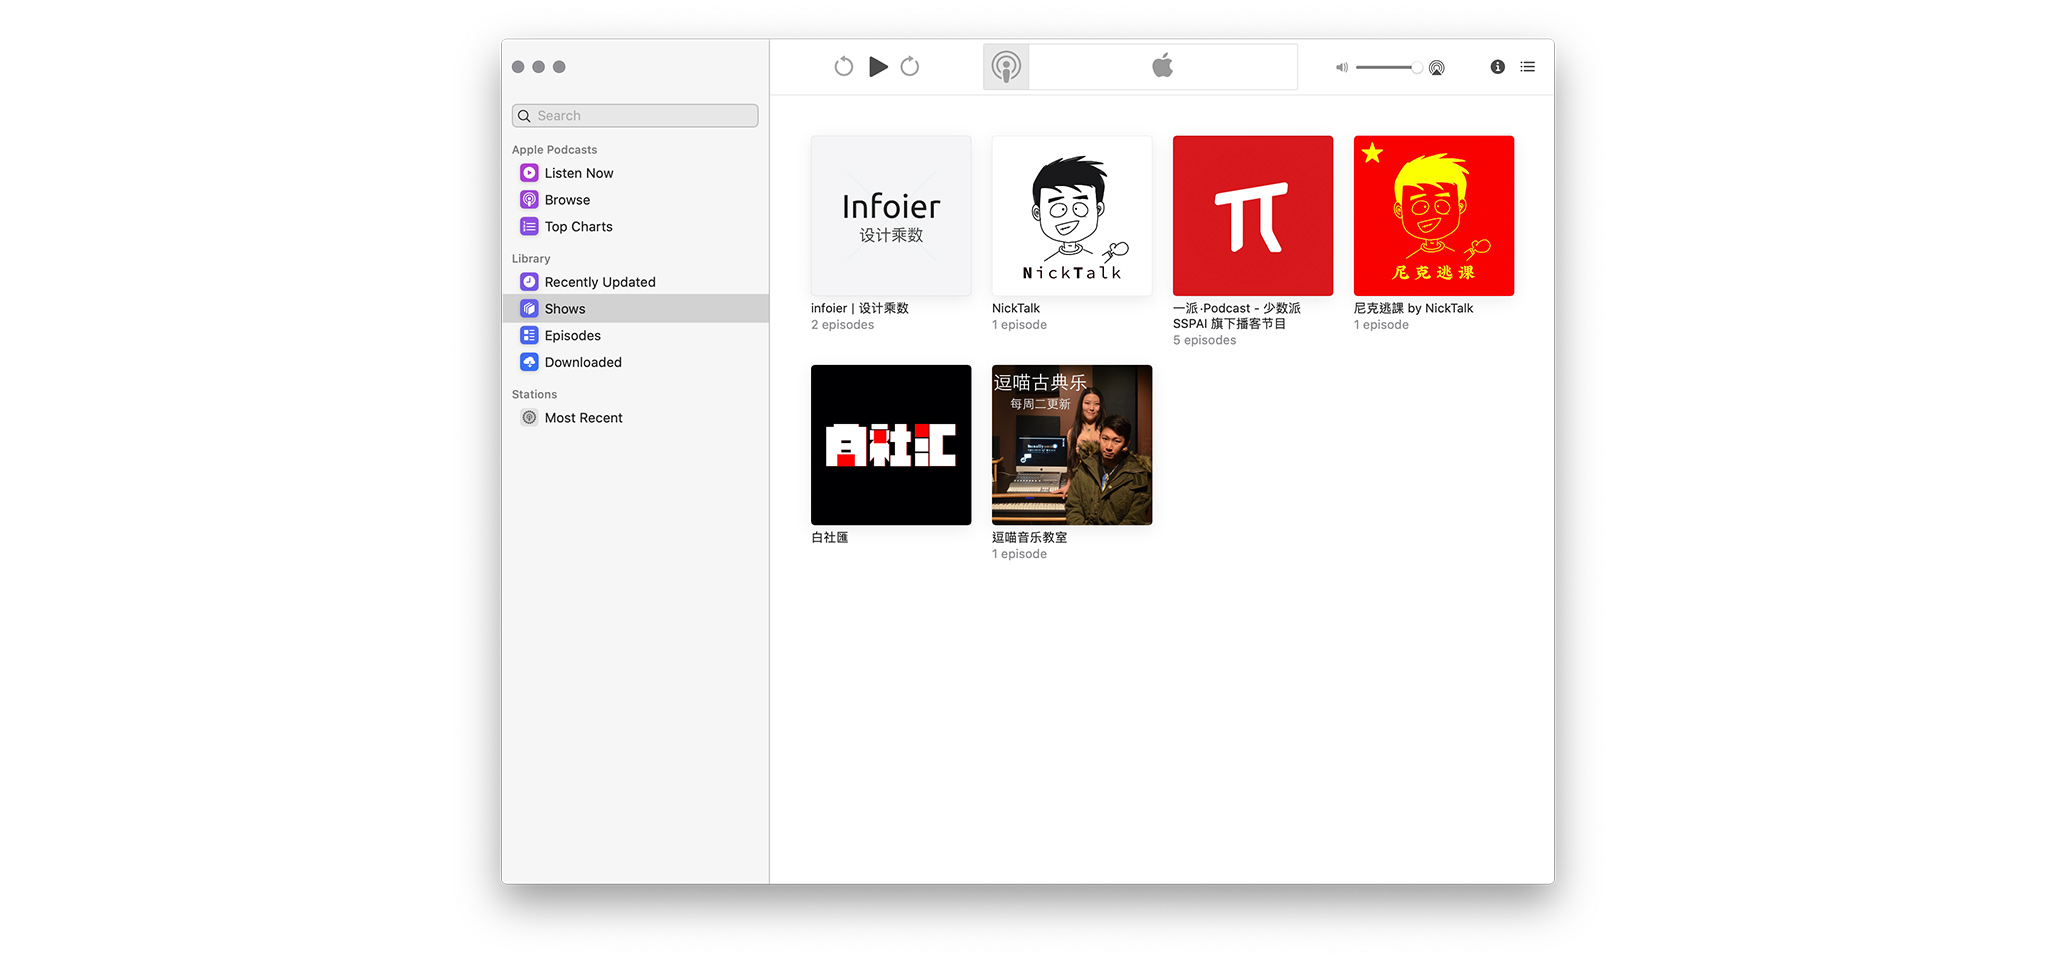 Search
Apple Podcasts
Listen Now
Browse
Top Charts
Library
Recently Updated
Shows
Episodes
Downloaded
Stations
Most Recent
Infoier
设计乘数
infoier | 设计乘数
2 episodes
NickTalk
NickTalk
1 episode
一派·Podcast - 少数派
SSPAI 旗下播客节目
5 episodes
尼克逃课
尼克逃課 by NickTalk
1 episode
白社汇
白社匯
逗喵古典乐
每周二更新
逗喵音乐教室
1 episode